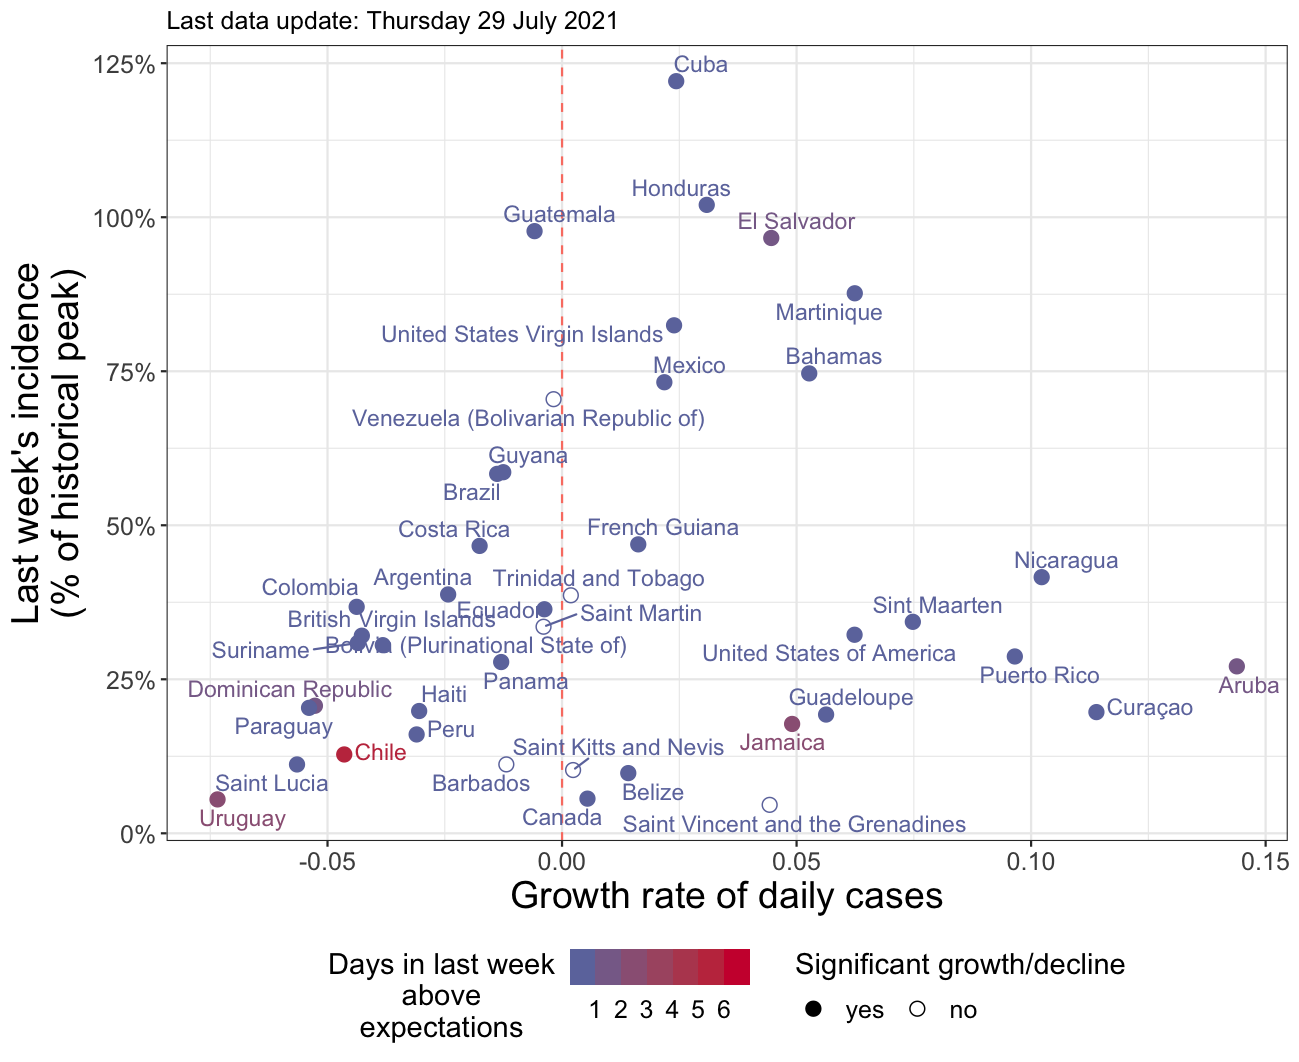 Last data update: Thursday 29 July 2021
Last week's incidence
(% of historical peak)
125%
100%
75%
50%
25%
0%
Cuba
Honduras
Guatemala
El Salvador
Martinique
United States Virgin Islands
Bahamas
Mexico
Venezuela (Bolivarian Republic of)
Guyana
Brazil
Costa Rica
French Guiana
Nicaragua
Argentina
Trinidad and Tobago
Colombia
Sint Maarten
Ecuador
Saint Martin
British Virgin Islands
Bolivia (Plurinational State of)
Suriname
United States of America
Puerto Rico
Panama
Aruba
Dominican Republic
Haiti
Guadeloupe
Curaçao
Paraguay
Peru
Jamaica
Saint Kitts and Nevis
Chile
Saint Lucia
Barbados
Belize
Uruguay
Canada
Saint Vincent and the Grenadines
-0.05
0.00
0.05
0.10
0.15
Growth rate of daily cases
Days in last week
above
expectations
1 2 3 4 5 6
Significant growth/decline
yes
no